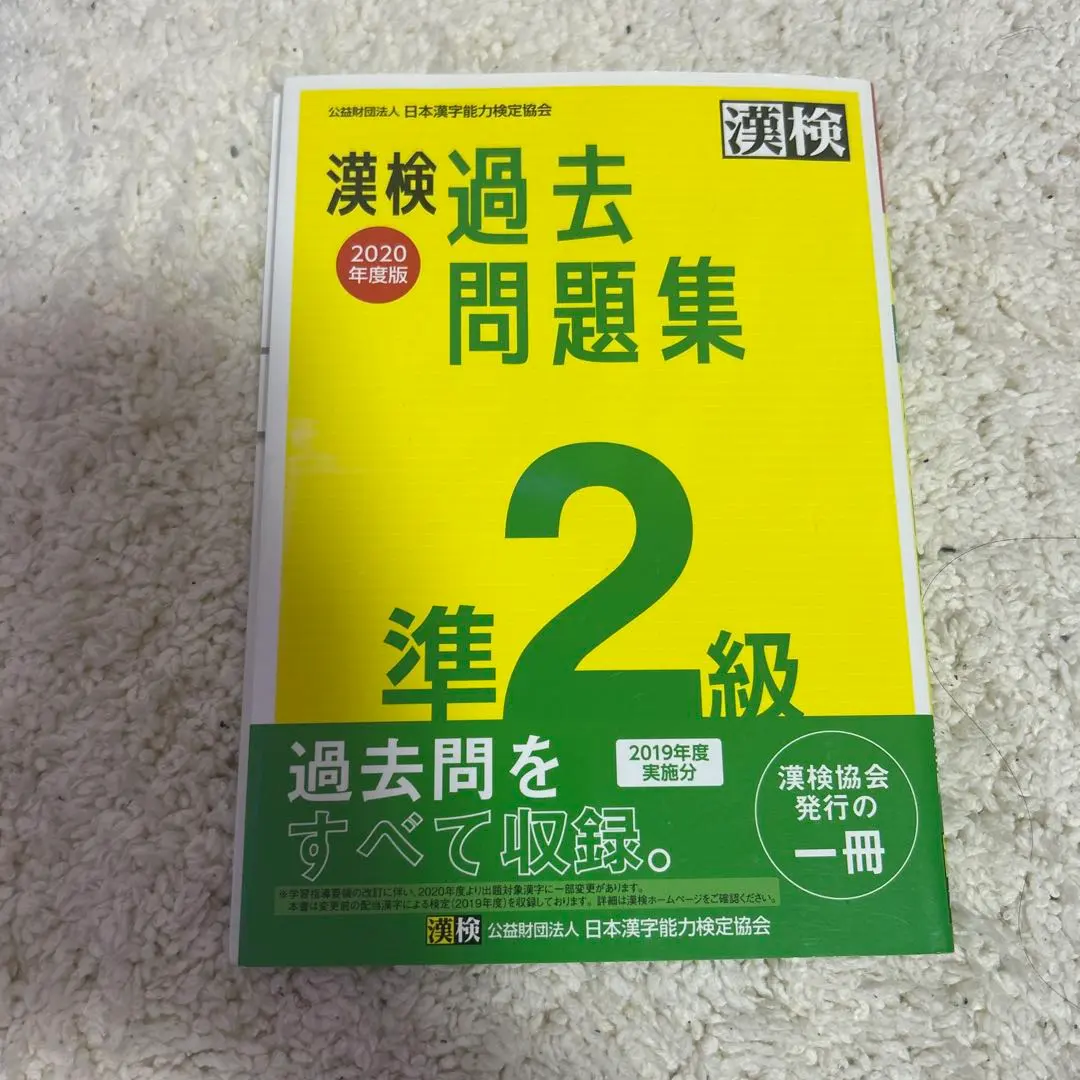 公益財団法人 日本漢字能力検定協会
漢検
漢検 過去
問題集
2020
年度版
準2級
過去問を
すべて収録。
2019年度
実施分
漢検協会
発行の
一冊
※学習指導要領の改訂に伴い、2020年度より出題対象漢字に一部変更があります。
本書は変更前の配当漢字による検定(2019年度)を収録しております。詳細は漢検ホームページをご確認ください。
漢検 公益財団法人 日本漢字能力検定協会